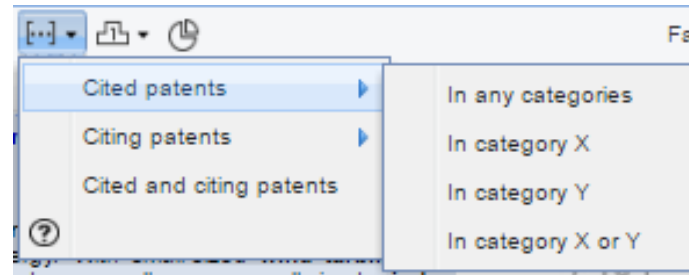 Fa
Cited patents
Citing patents
Cited and citing patents
In any categories
In category X
In category Y
In category X or Y